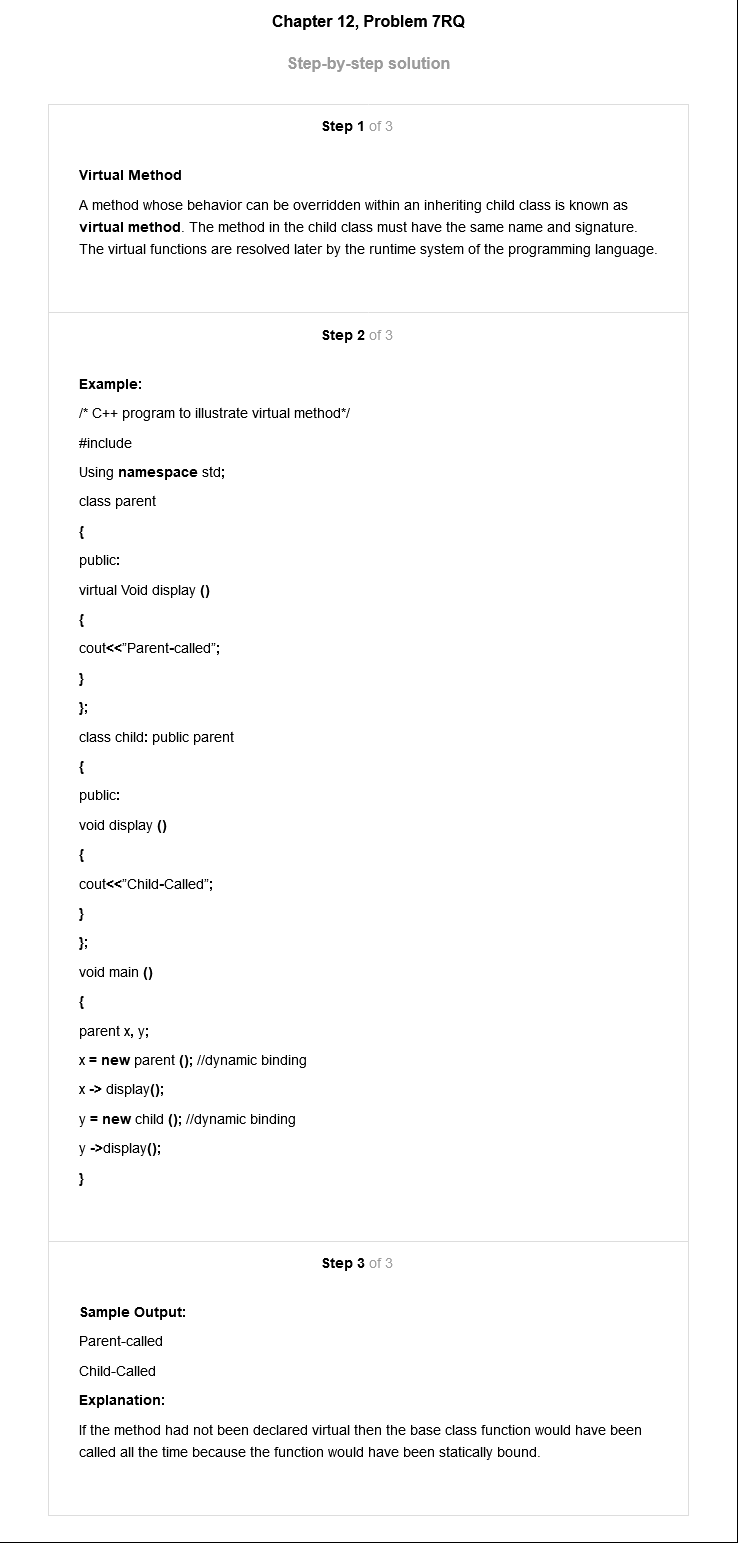 Chapter 12, Problem 7RQ
Step-by-step solution
Step 1 of 3
Virtual Method
A method whose behavior can be overridden within an inheriting child class is known as
virtual method. The method in the child class must have the same name and signature.
The virtual functions are resolved later by the runtime system of the programming language.
Step 2 of 3
Example:
/* C++ program to illustrate virtual method*/
#include
Using namespace std;
class parent
{
public:
virtual Void display ()
{
cout<<”Parent-called”;
}
};
class child: public parent
{
public:
void display ()
{
cout<<”Child-Called”;
}
};
void main ()
{
parent x, y;
x = new parent (); //dynamic binding
x -> display();
y = new child (); //dynamic binding
y ->display();
}
Step 3 of 3
Sample Output:
Parent-called
Child-Called
Explanation:
If the method had not been declared virtual then the base class function would have been
called all the time because the function would have been statically bound.